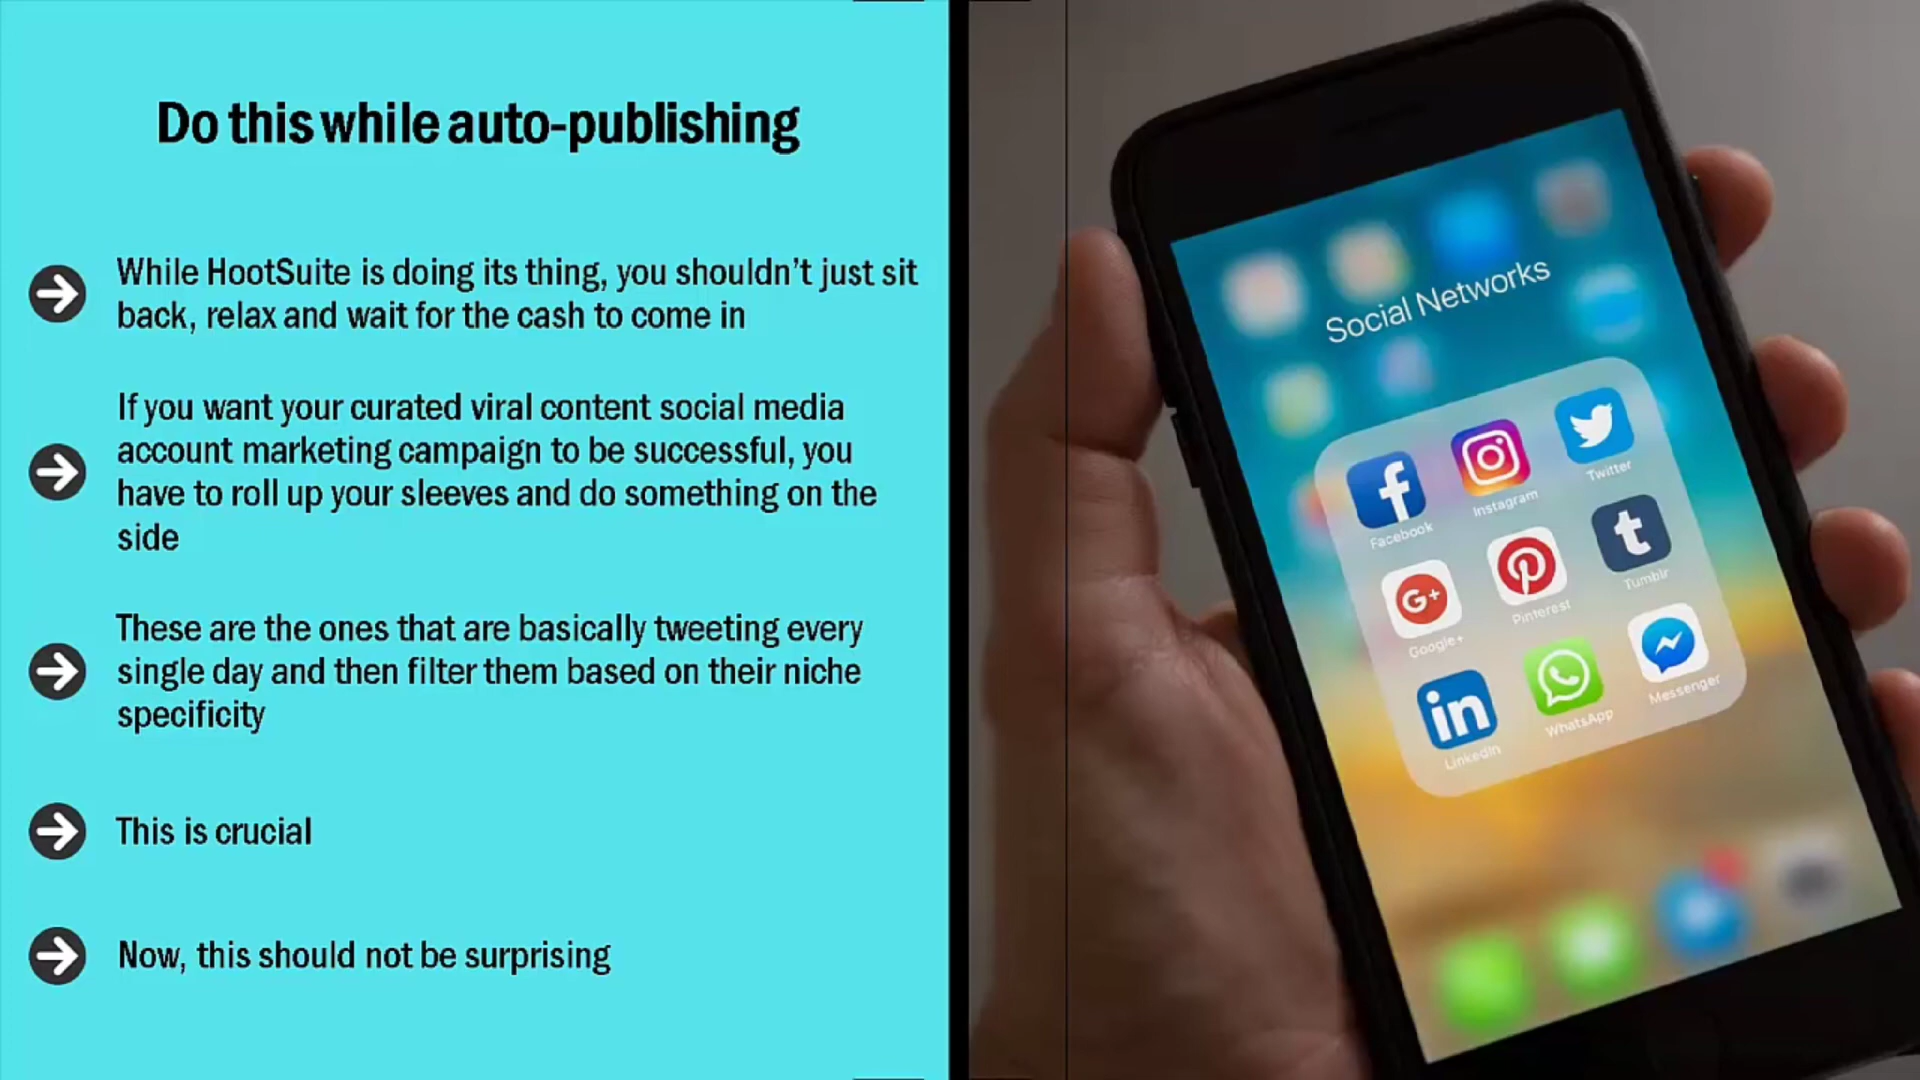 Do this while auto-publishing
While HootSuite is doing its thing, you shouldn't just sit
back, relax and wait for the cash to come in
If you want your curated viral content social media
account marketing campaign to be successful, you
have to roll up your sleeves and do something on the
side
These are the ones that are basically tweeting every
single day and then filter them based on their niche
specificity
This is crucial
Now, this should not be surprising
Social Networks
Facebook
Instagram
Twitter
Google+
Pinterest
Tumblr
LinkedIn
WhatsApp
Messenger